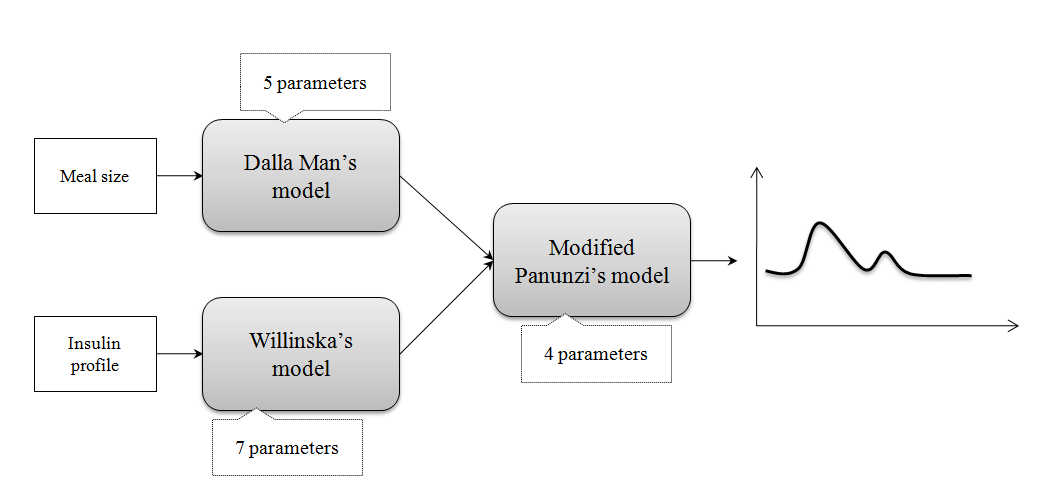 5 parameters
Meal size
Dalla Man’s
model
Modified
Panunzi’s model
4 parameters
Insulin
profile
Willinska’s
model
7 parameters